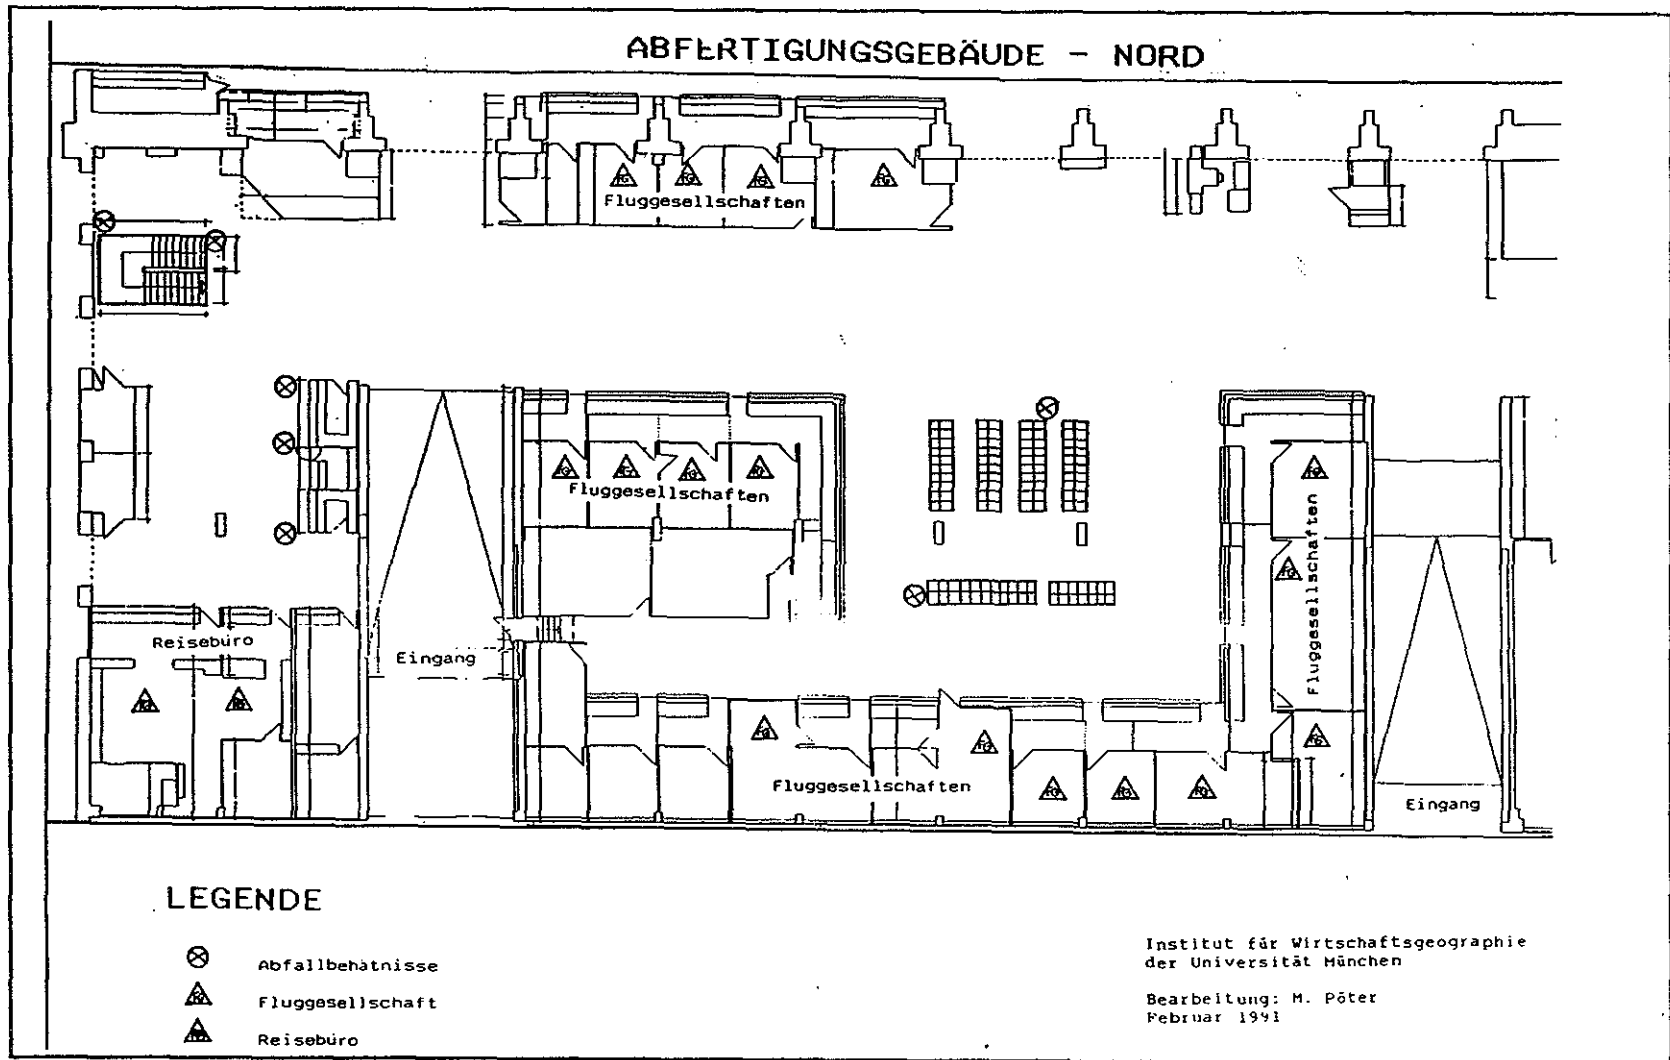 ABFERTIGUNGSGEBÄUDE - NORD
Fluggesellschaften
Fluggesellschaften
Fluggesellschaften
Reisebüro
Eingang
Fluggesellschaften
Eingang
LEGENDE
Abfallbehätnisse
Fluggesellschaft
Reisebüro
Institut für Wirtschaftsgeographie
der Universität München
Bearbeitung: M. Pöter
Februar 1991